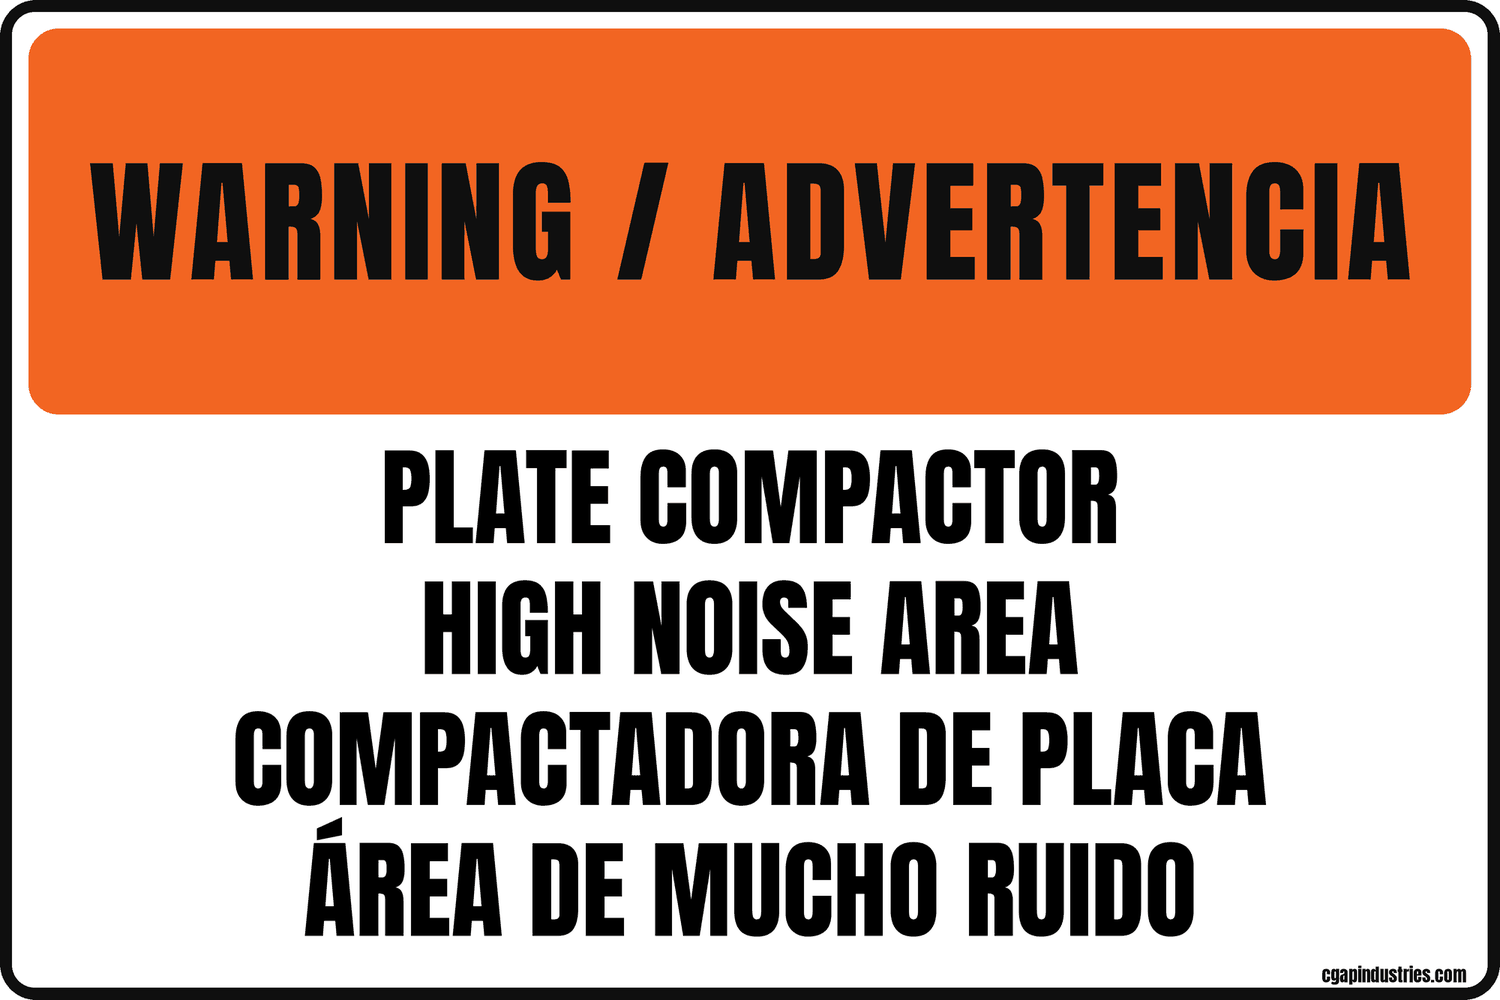 WARNING / ADVERTENCIA
PLATE COMPACTOR
HIGH NOISE AREA
COMPACTADORA DE PLACA
ÁREA DE MUCHO RUIDO
cgapindustries.com